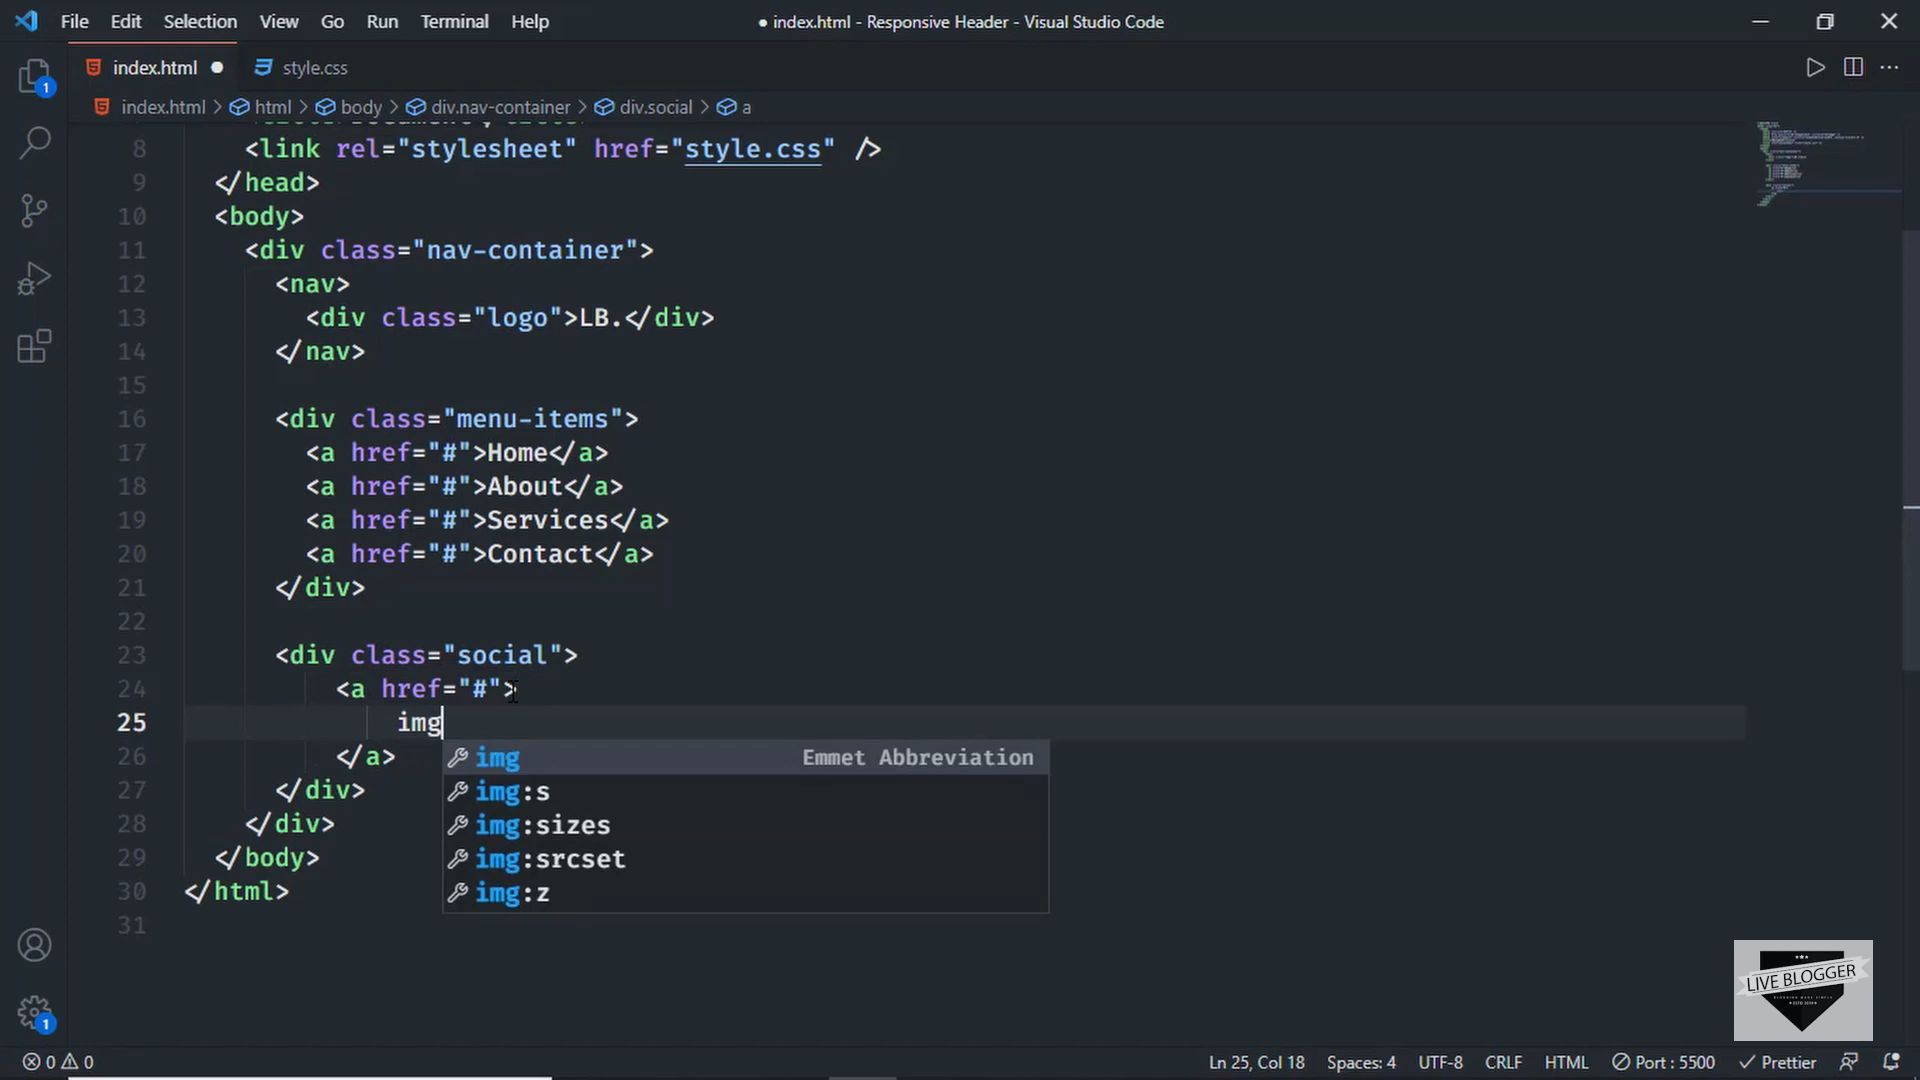 File Edit Selection View Go Run Terminal Help ● index.html - Responsive Header - Visual Studio Code
index.html ● style.css
index.html > html > body > div.nav-container > div.social > a
8 <link rel="stylesheet" href="style.css" />
9 </head>
10 <body>
11 <div class="nav-container">
12 <nav>
13 <div class="logo">LB.</div>
14 </nav>
15
16 <div class="menu-items">
17 <a href="#">Home</a>
18 <a href="#">About</a>
19 <a href="#">Services</a>
20 <a href="#">Contact</a>
21 </div>
22
23 <div class="social">
24 <a href="#">
25 img
26 </a>
img Emmet Abbreviation
27 </div>
img:s
28 </div>
img:sizes
29 </body>
img:srcset
30 </html>
img:z
31
1
1
LIVE BLOGGER
0 0 Ln 25, Col 18 Spaces: 4 UTF-8 CRLF HTML Port : 5500 Prettier